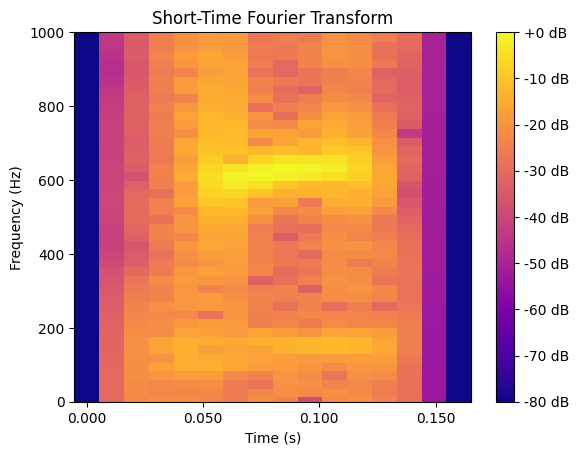 Short-Time Fourier Transform
1000
800
600
400
200
0
Frequency (Hz)
0.000
0.050
0.100
0.150
Time (s)
+0 dB
-10 dB
-20 dB
-30 dB
-40 dB
-50 dB
-60 dB
-70 dB
-80 dB